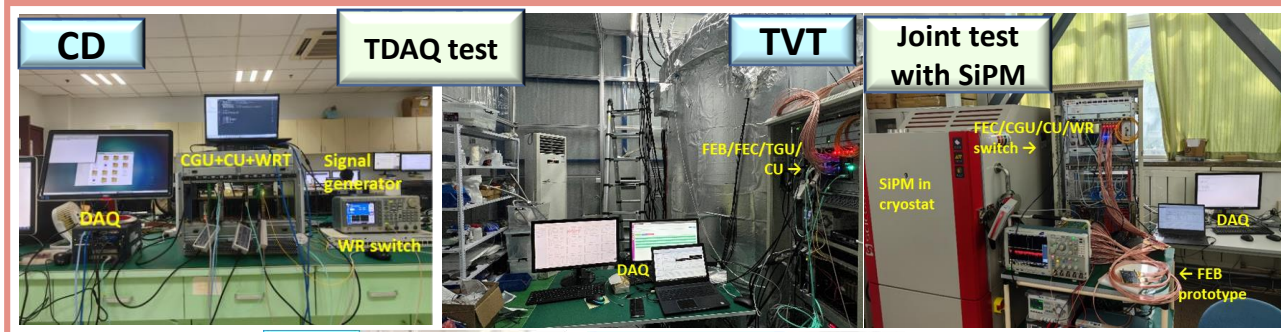 CD
TDAQ test
TVT
Joint test
with SiPM
CGU+CU+WRT
Signal
generator
DAQ
WR switch
FEB/FEC/TGU/
CU →
DAQ
FEC/CGU/CU/WR
switch →
SiPM in
cryostat
DAQ
← FEB
prototype